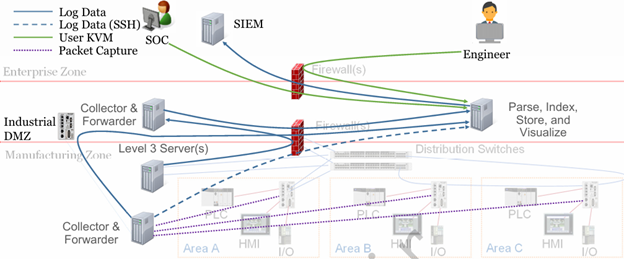 Log Data
Log Data (SSH)
User KVM
Packet Capture
SOC
SIEM
Engineer
Enterprise Zone
Firewall(s)
Industrial
DMZ
Collector &
Forwarder
Firewall(s)
Parse, Index,
Store, and
Visualize
Manufacturing Zone
Level 3 Server(s)
Distribution Switches
Collector &
Forwarder
PLC
HMI
I/O
Area A
PLC
HMI
I/O
Area B
PLC
HMI
I/O
Area C